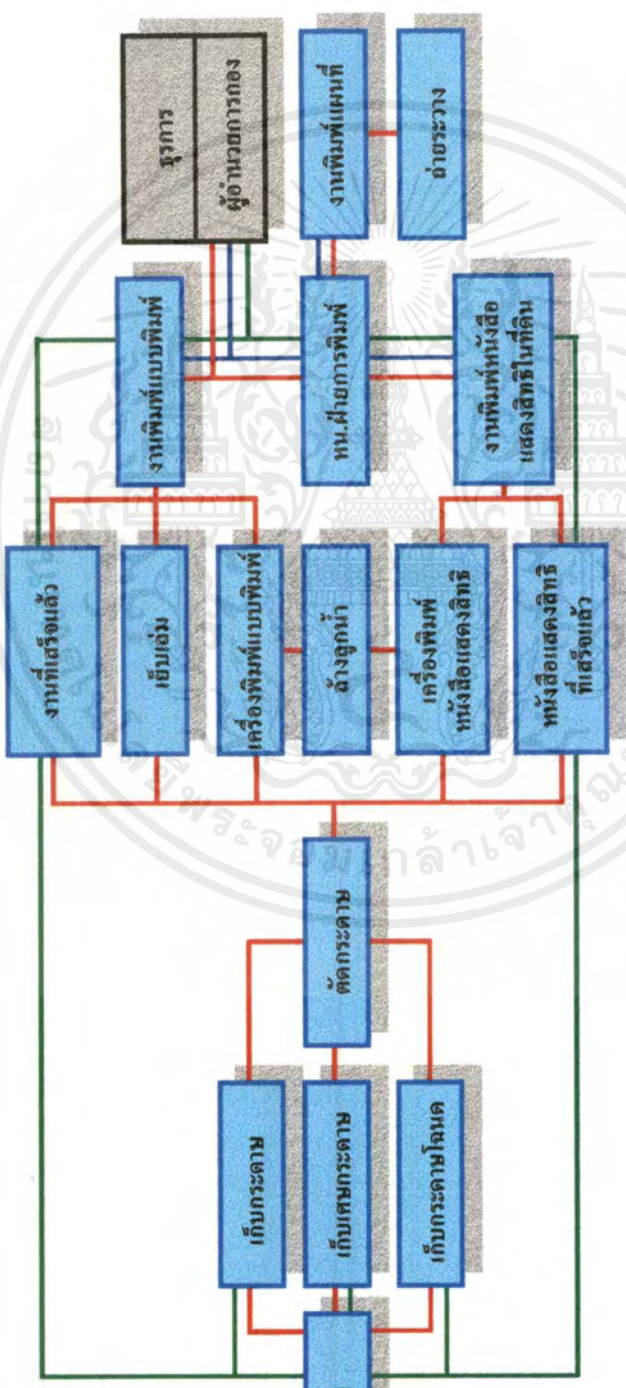 ธุรการ
ผู้อำนวยการกอง
งานพิมพ์แผนที่
ถ่ายระวาง
งานพิมพ์แบบพิมพ์
หน.ฝ่ายการพิมพ์
งานพิมพ์หนังสือ
แสดงสิทธิในที่ดิน
งานที่เสร็จแล้ว
เย็บเล่ม
เครื่องพิมพ์แบบพิมพ์
ล้างลูกน้ำ
เครื่องพิมพ์
หนังสือแสดงสิทธิ
หนังสือแสดงสิทธิ
ที่เสร็จแล้ว
ตัดกระดาษ
เก็บกระดาษ
เก็บเศษกระดาษ
เก็บกระดาษโฉนด